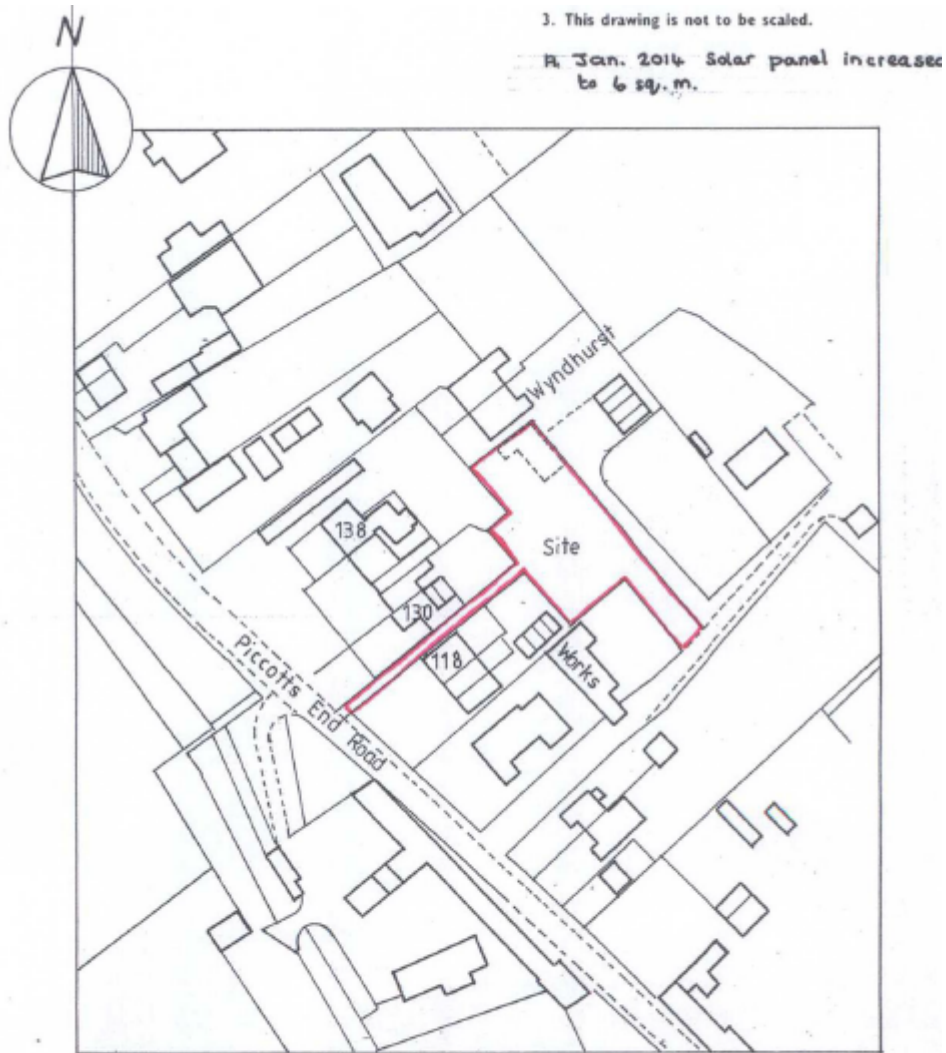 N
3. This drawing is not to be scaled.
A. Jan. 2014 Solar panel increased
to 6 sq. m.
Wyndhurst
138
Site
130
118
Works
Piccotts End Road